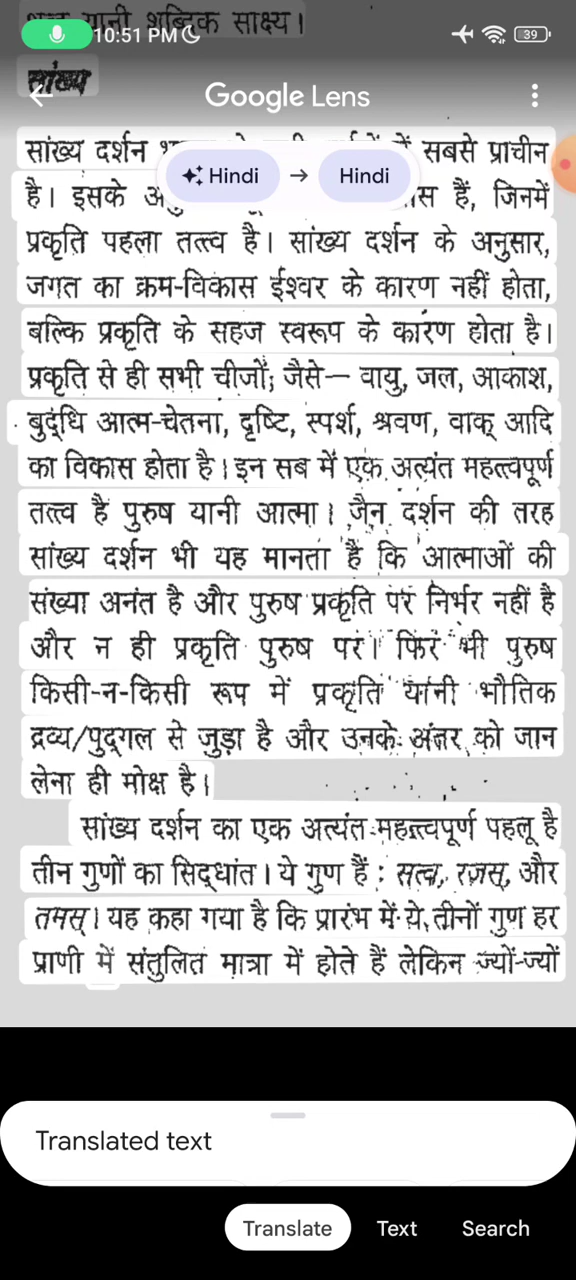 यानी शाब्दिक साक्ष्य।
10:51 PM
39
सांख्य
Google Lens
सांख्य दर्शन सबसे प्राचीन
Hindi → Hindi
है। इसके हैं, जिनमें
प्रकृति पहला तत्त्व है। सांख्य दर्शन के अनुसार,
जगत का क्रम-विकास ईश्वर के कारण नहीं होता,
बल्कि प्रकृति के सहज स्वरूप के कारण होता है।
प्रकृति से ही सभी चीजों; जैसे— वायु, जल, आकाश,
बुद्धि आत्म-चेतना, दृष्टि, स्पर्श, श्रवण, वाक् आदि
का विकास होता है। इन सब में एक अत्यंत महत्त्वपूर्ण
तत्त्व है पुरुष यानी आत्मा। जैन दर्शन की तरह
सांख्य दर्शन भी यह मानता है कि आत्माओं की
संख्या अनंत है और पुरुष प्रकृति पर निर्भर नहीं है
और न ही प्रकृति पुरुष पर। फिर भी पुरुष
किसी-न-किसी रूप में प्रकृति यानी भौतिक
द्रव्य/पुद्गल से जुड़ा है और उनके अंतर को जान
लेना ही मोक्ष है।
सांख्य दर्शन का एक अत्यंत महत्त्वपूर्ण पहलू है
तीन गुणों का सिद्धांत। ये गुण हैं : सत्व, रजस्, और
तमस्। यह कहा गया है कि प्रारंभ में ये तीनों गुण हर
प्राणी में संतुलित मात्रा में होते हैं लेकिन ज्यों-ज्यों
Translated text
Translate Text Search